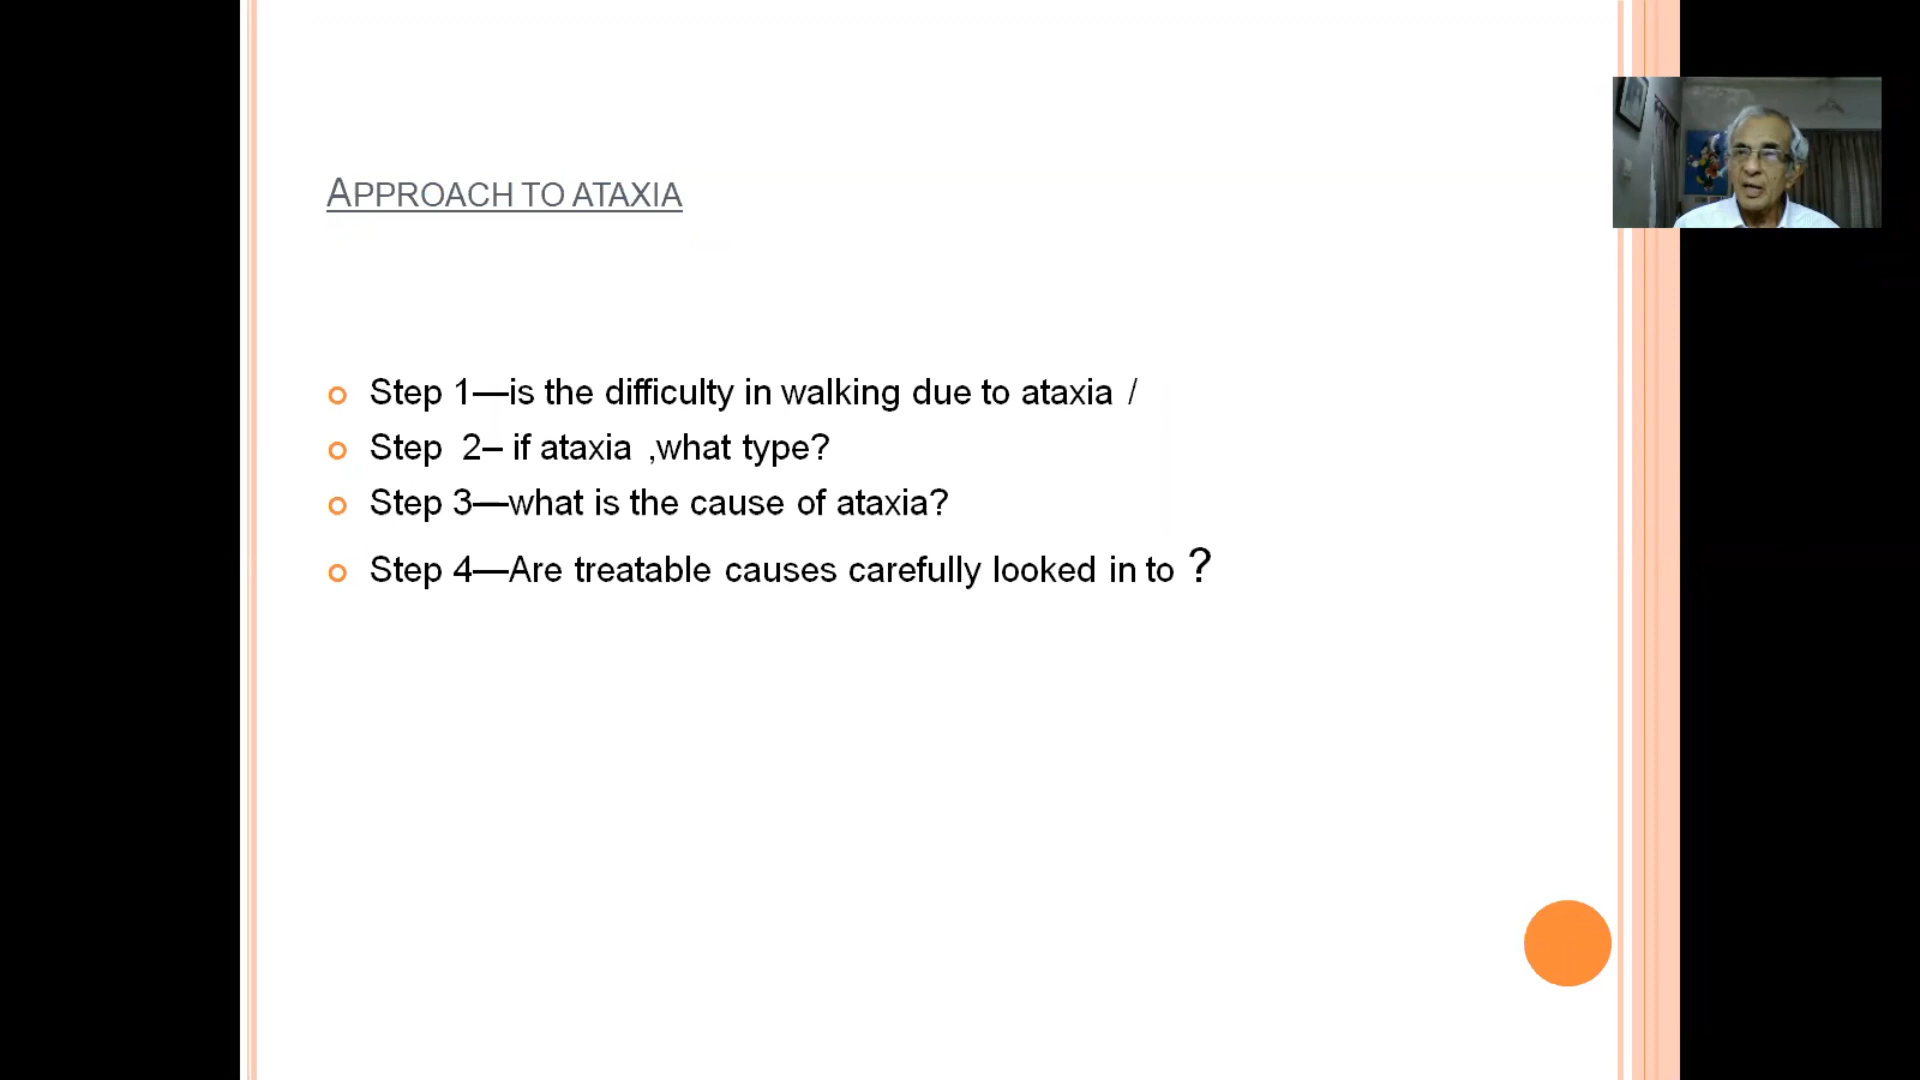 APPROACH TO ATAXIA
Step 1—is the difficulty in walking due to ataxia /
Step 2– if ataxia ,what type?
Step 3—what is the cause of ataxia?
Step 4—Are treatable causes carefully looked in to ?